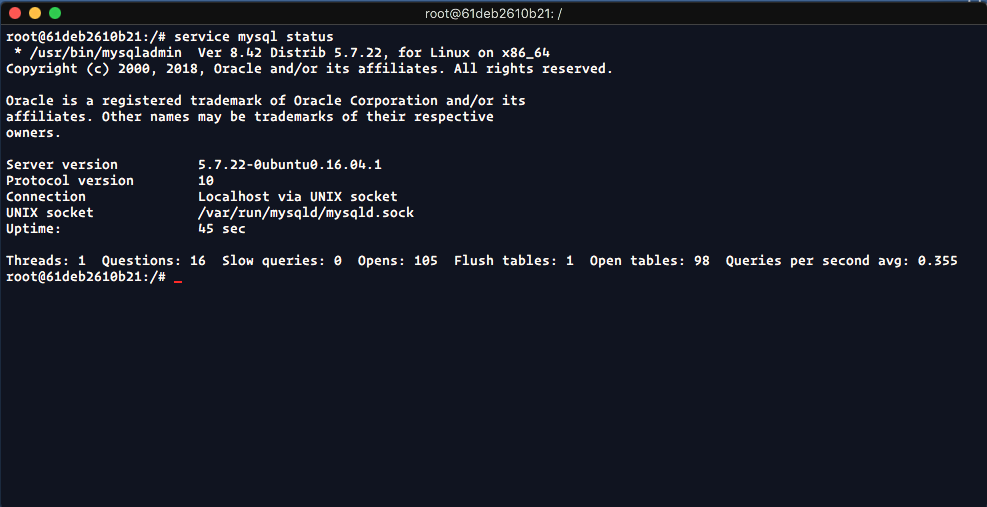 root@61deb2610b21: /
root@61deb2610b21:/# service mysql status
 * /usr/bin/mysqladmin  Ver 8.42 Distrib 5.7.22, for Linux on x86_64
Copyright (c) 2000, 2018, Oracle and/or its affiliates. All rights reserved.

Oracle is a registered trademark of Oracle Corporation and/or its
affiliates. Other names may be trademarks of their respective
owners.

Server version          5.7.22-0ubuntu0.16.04.1
Protocol version        10
Connection              Localhost via UNIX socket
UNIX socket             /var/run/mysqld/mysqld.sock
Uptime:                 45 sec

Threads: 1  Questions: 16  Slow queries: 0  Opens: 105  Flush tables: 1  Open tables: 98  Queries per second avg: 0.355
root@61deb2610b21:/# _